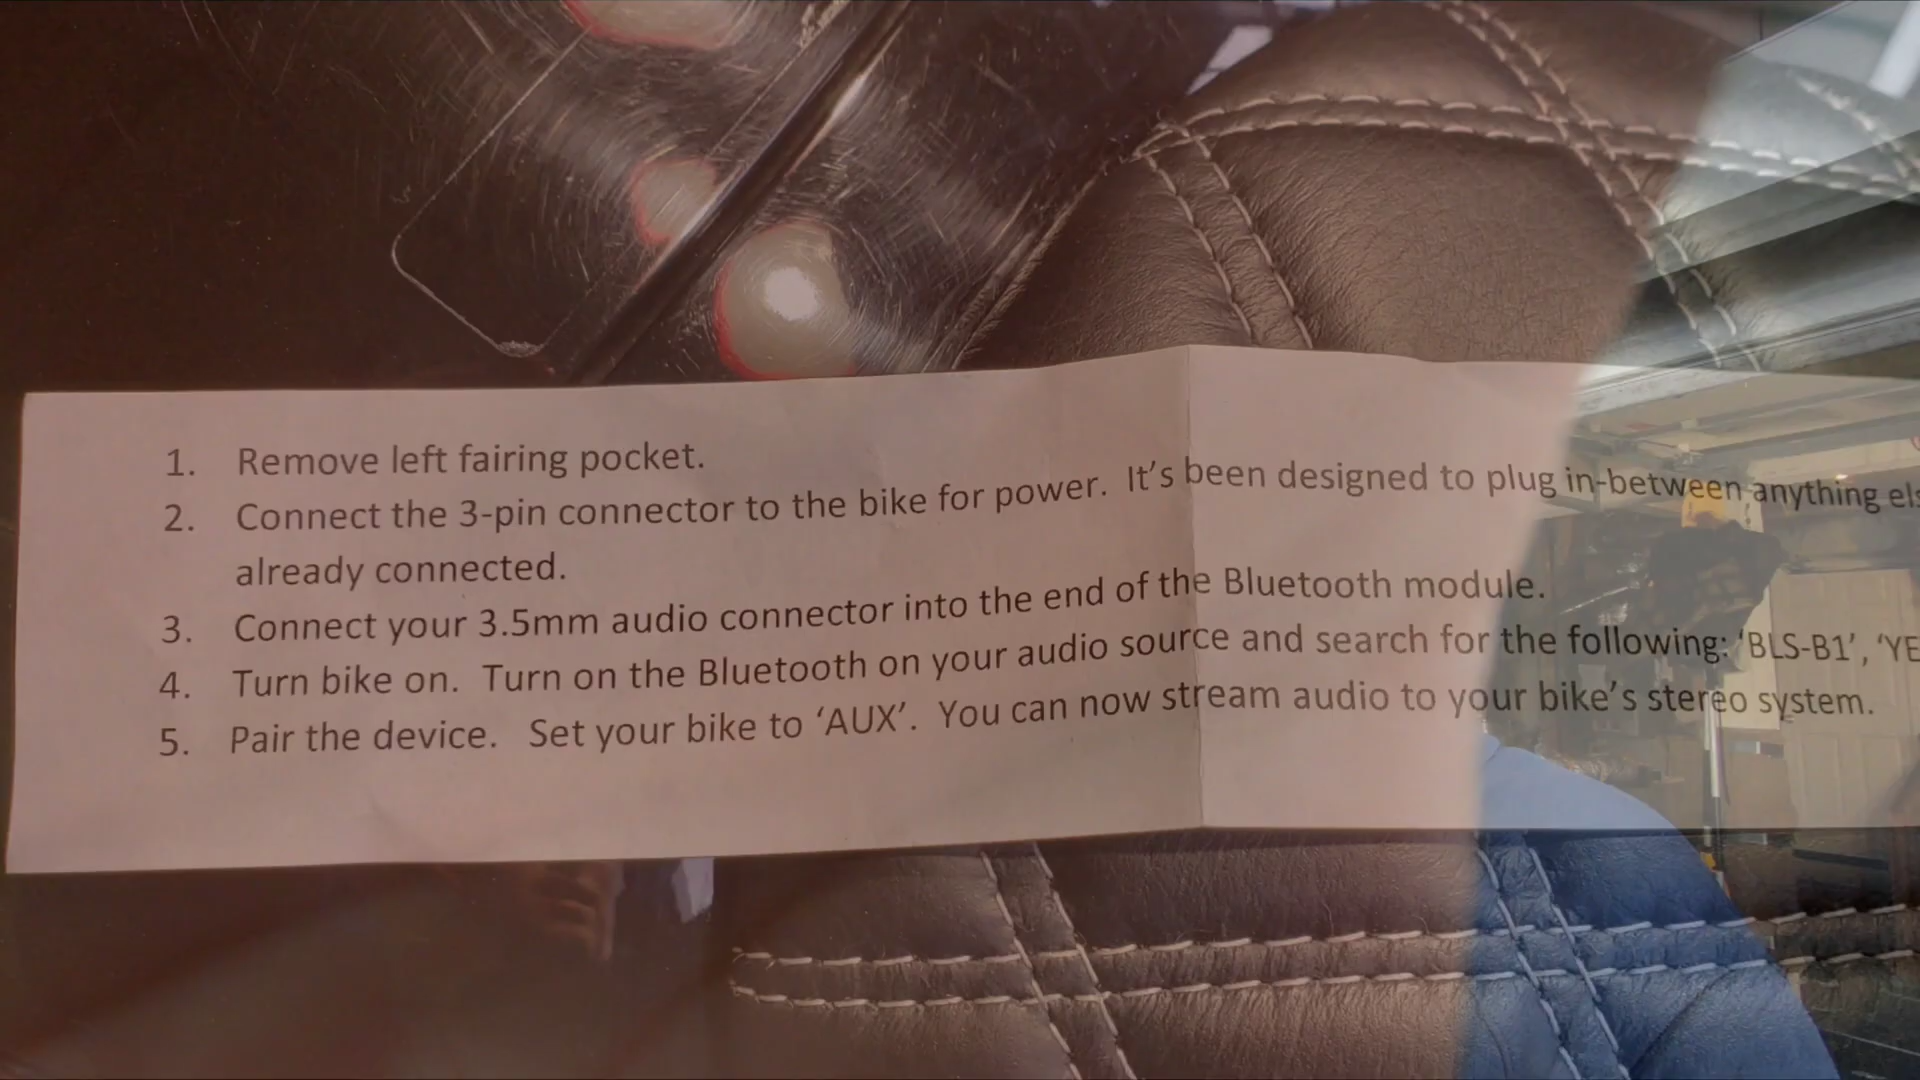 1. Remove left fairing pocket.
2. Connect the 3-pin connector to the bike for power. It's been designed to plug in-between anything
already connected.
3. Connect your 3.5mm audio connector into the end of the Bluetooth module.
4. Turn bike on. Turn on the Bluetooth on your audio source and search for the following: 'BLS-B1',
5. Pair the device. Set your bike to 'AUX'. You can now stream audio to your bike's stereo system.